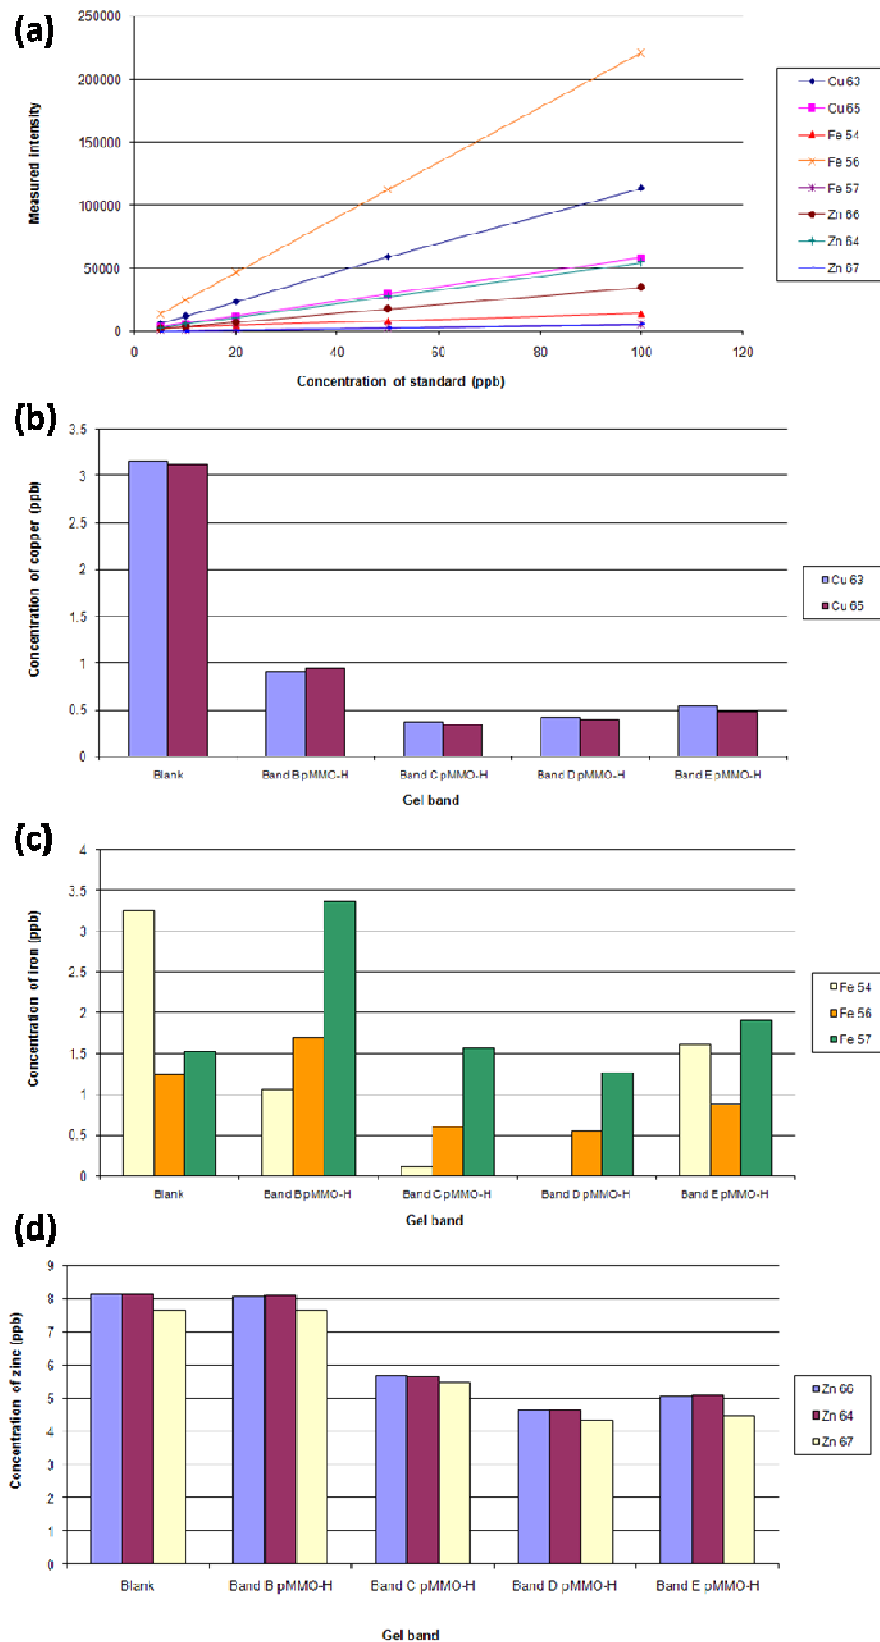 (a)
250000
200000
150000
100000
50000
0
Measured intensity
0 20 40 60 80 100 120
Concentration of standard (ppb)
Cu 63
Cu 65
Fe 54
Fe 56
Fe 57
Zn 66
Zn 64
Zn 67
(b)
3.5
3
2.5
2
1.5
1
0.5
0
Concentration of copper (ppb)
Blank Band B pMMO-H Band C pMMO-H Band D pMMO-H Band E pMMO-H
Gel band
Cu 63
Cu 65
(c)
4
3.5
3
2.5
2
1.5
1
0.5
0
Concentration of iron (ppb)
Blank Band B pMMO-H Band C pMMO-H Band D pMMO-H Band E pMMO-H
Gel band
Fe 54
Fe 56
Fe 57
(d)
9
8
7
6
5
4
3
2
1
0
Concentration of zinc (ppb)
Blank Band B pMMO-H Band C pMMO-H Band D pMMO-H Band E pMMO-H
Gel band
Zn 66
Zn 64
Zn 67